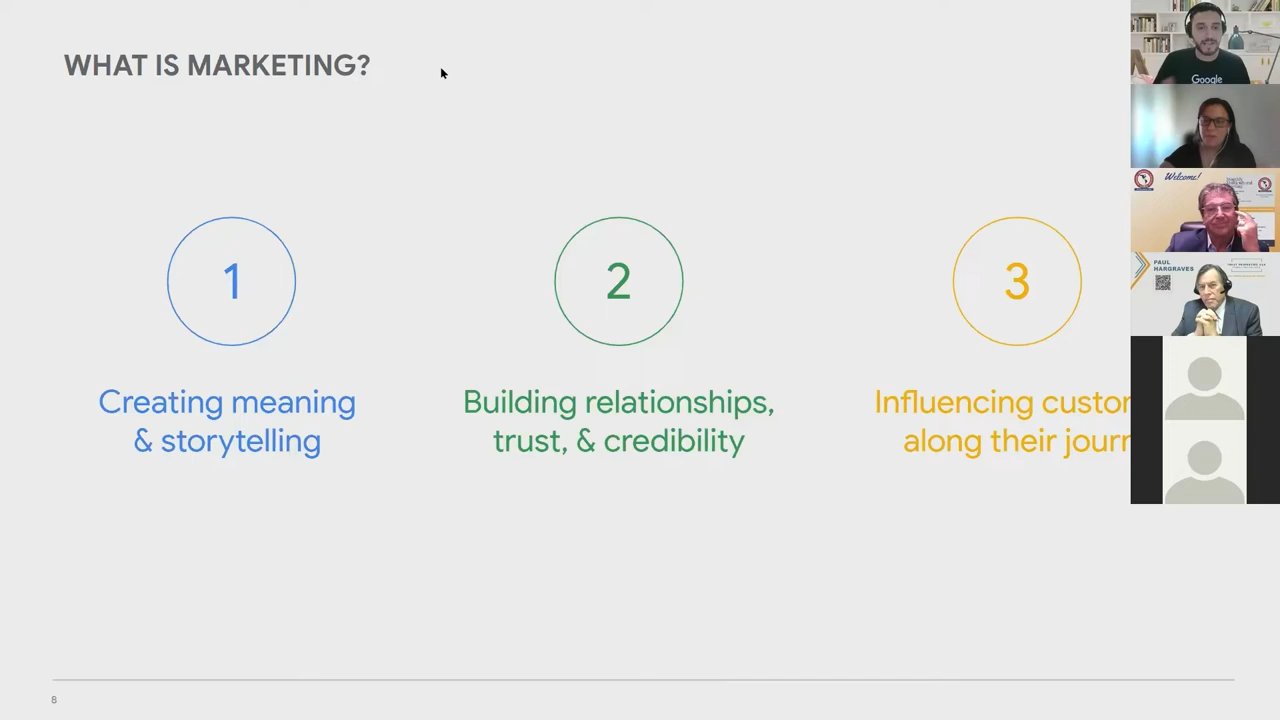 WHAT IS MARKETING?
1
Creating meaning
& storytelling
2
Building relationships,
trust, & credibility
3
Influencing custor
along their journ
8
Google
Welcome!
PAUL
HARGRAVES